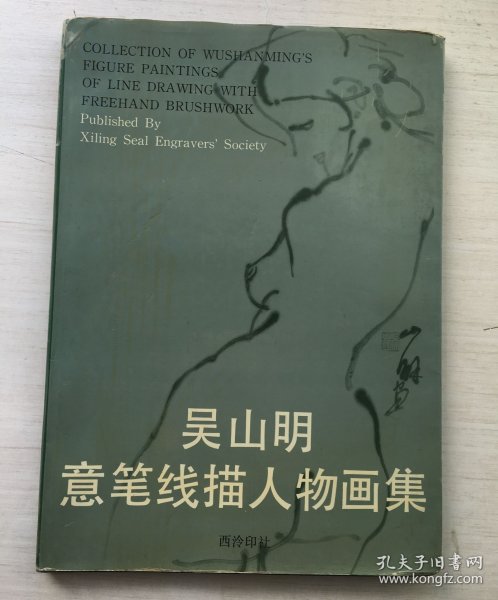 COLLECTION OF WUSHANMING'S
FIGURE PAINTINGS
OF LINE DRAWING WITH
FREEHAND BRUSHWORK
Published By
Xiling Seal Engravers' Society
吴山明
意笔线描人物画集
西泠印社
孔夫子旧书网
www.kongfz.com